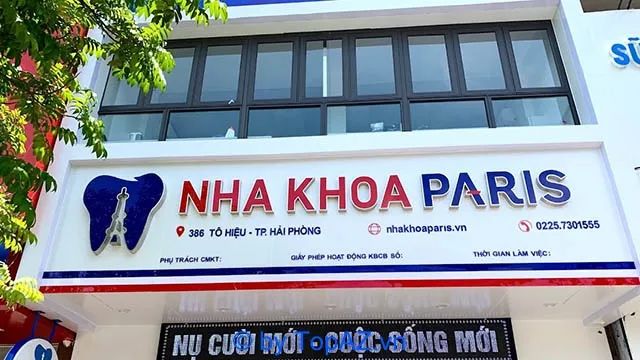 SỮ
NHA KHOA PARIS
386 TÔ HIỆU - TP. HẢI PHÒNG
nhakhoaparis.vn
0225.7301555
PHỤ TRÁCH CMKT:
GIẤY PHÉP HOẠT ĐỘNG KBCB SỐ:
THỜI GIAN LÀM VIỆC:
NỤ CƯỜI MỚI - CUỘC SỐNG MỚI